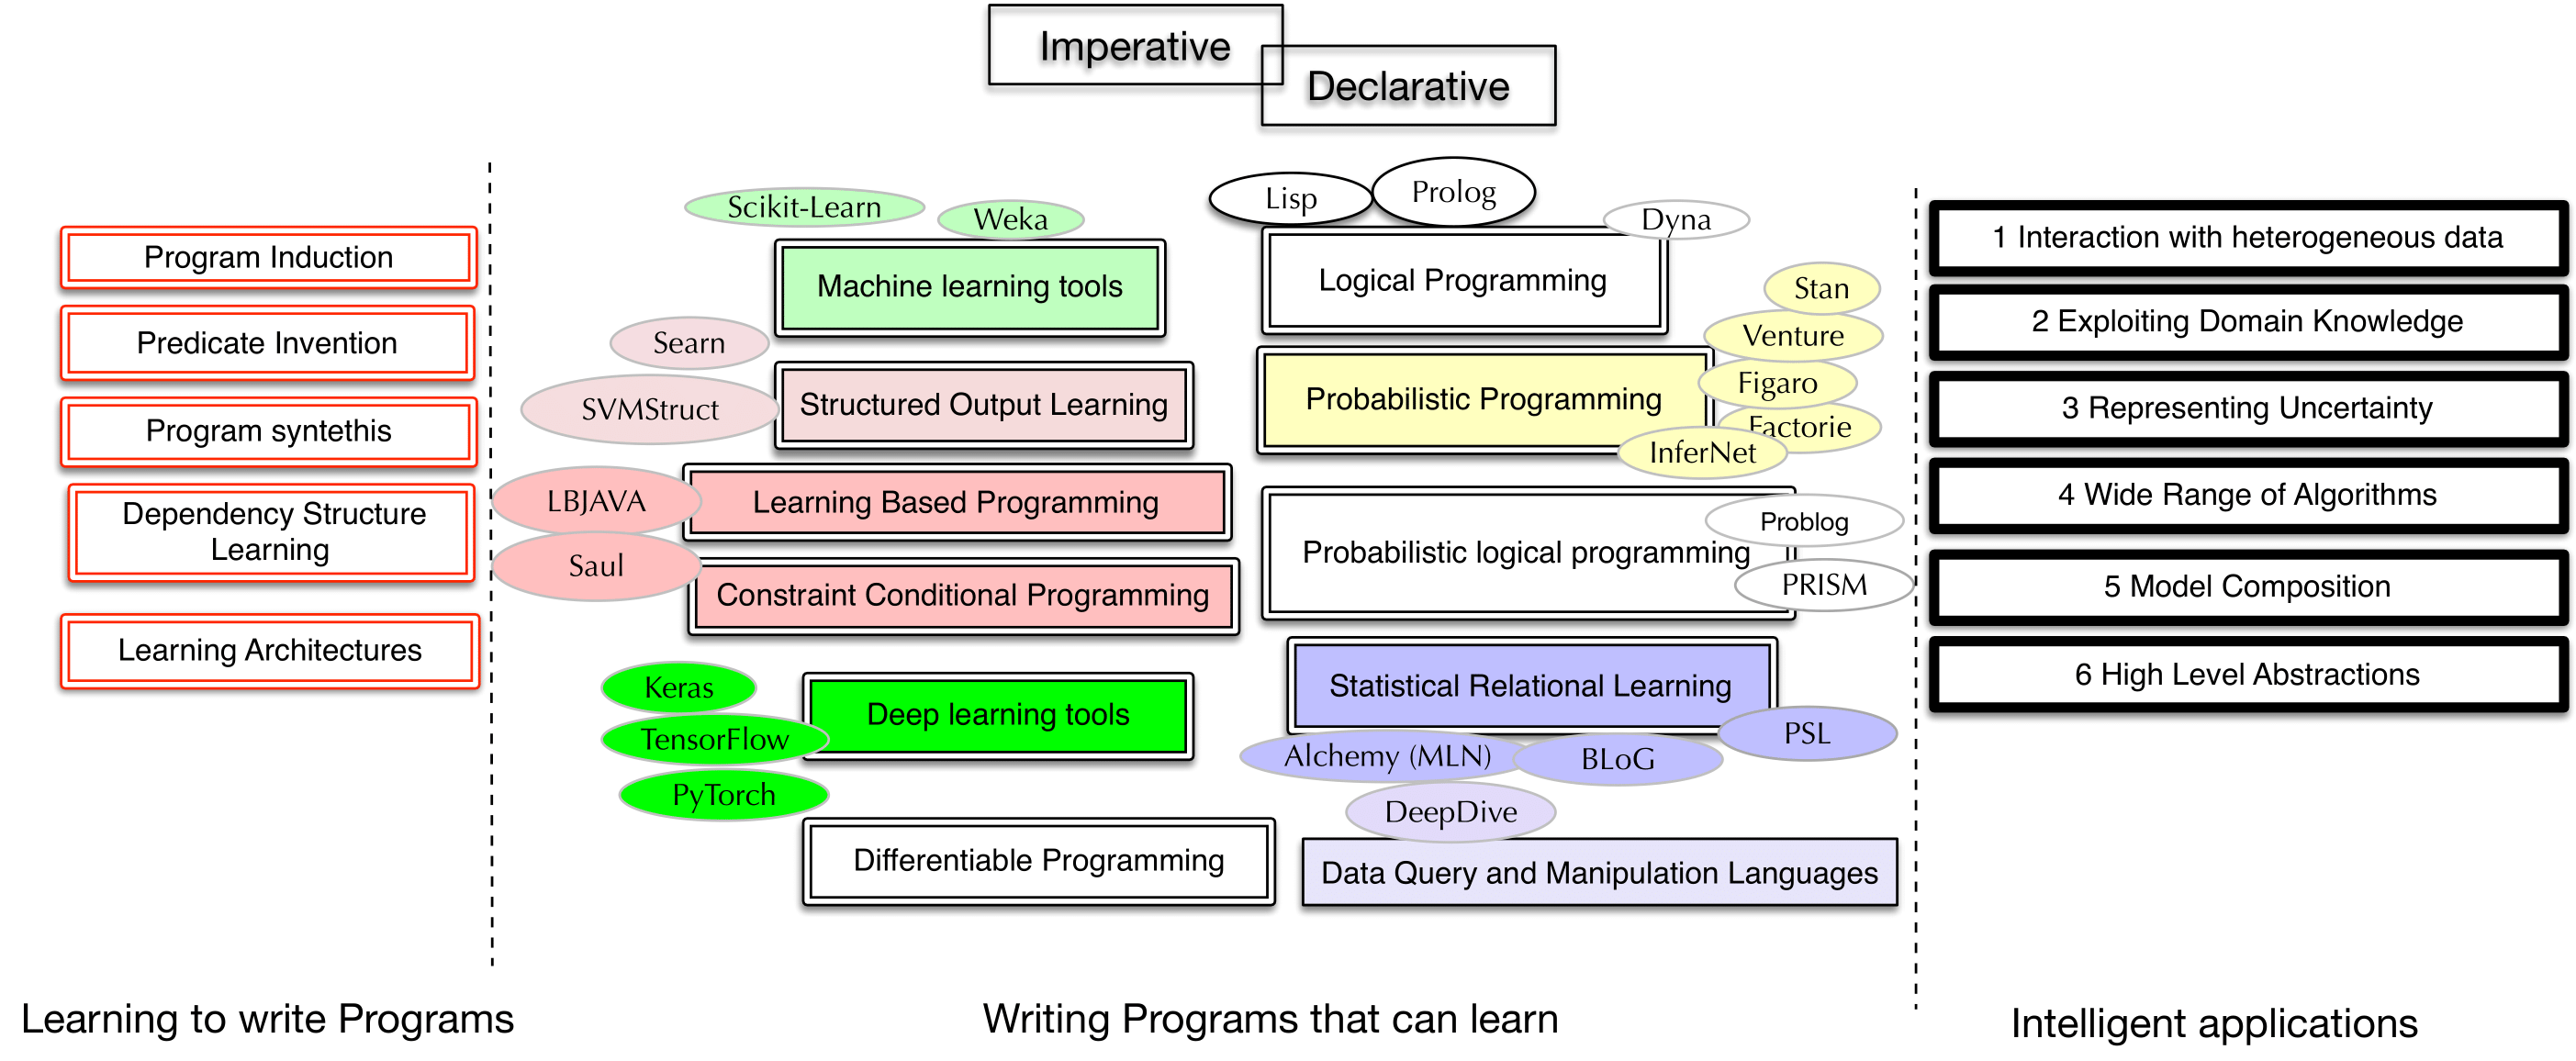 Imperative
Declarative
Program Induction
Predicate Invention
Program syntethis
Dependency Structure
Learning
Learning Architectures
Learning to write Programs
Scikit-Learn
Weka
Machine learning tools
Searn
SVMStruct
Structured Output Learning
LBJAVA
Learning Based Programming
Saul
Constraint Conditional Programming
Keras
TensorFlow
PyTorch
Deep learning tools
Differentiable Programming
Lisp
Prolog
Dyna
Logical Programming
Stan
Venture
Figaro
Factorie
InferNet
Probabilistic Programming
Problog
PRISM
Probabilistic logical programming
Statistical Relational Learning
PSL
Alchemy (MLN)
BLoG
DeepDive
Data Query and Manipulation Languages
Writing Programs that can learn
1 Interaction with heterogeneous data
2 Exploiting Domain Knowledge
3 Representing Uncertainty
4 Wide Range of Algorithms
5 Model Composition
6 High Level Abstractions
Intelligent applications